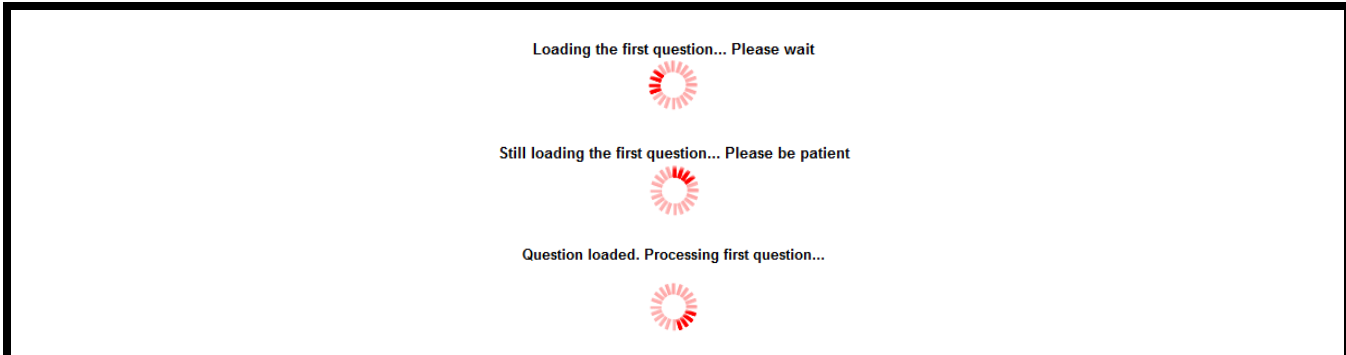 Loading the first question... Please wait
Still loading the first question... Please be patient
Question loaded. Processing first question...